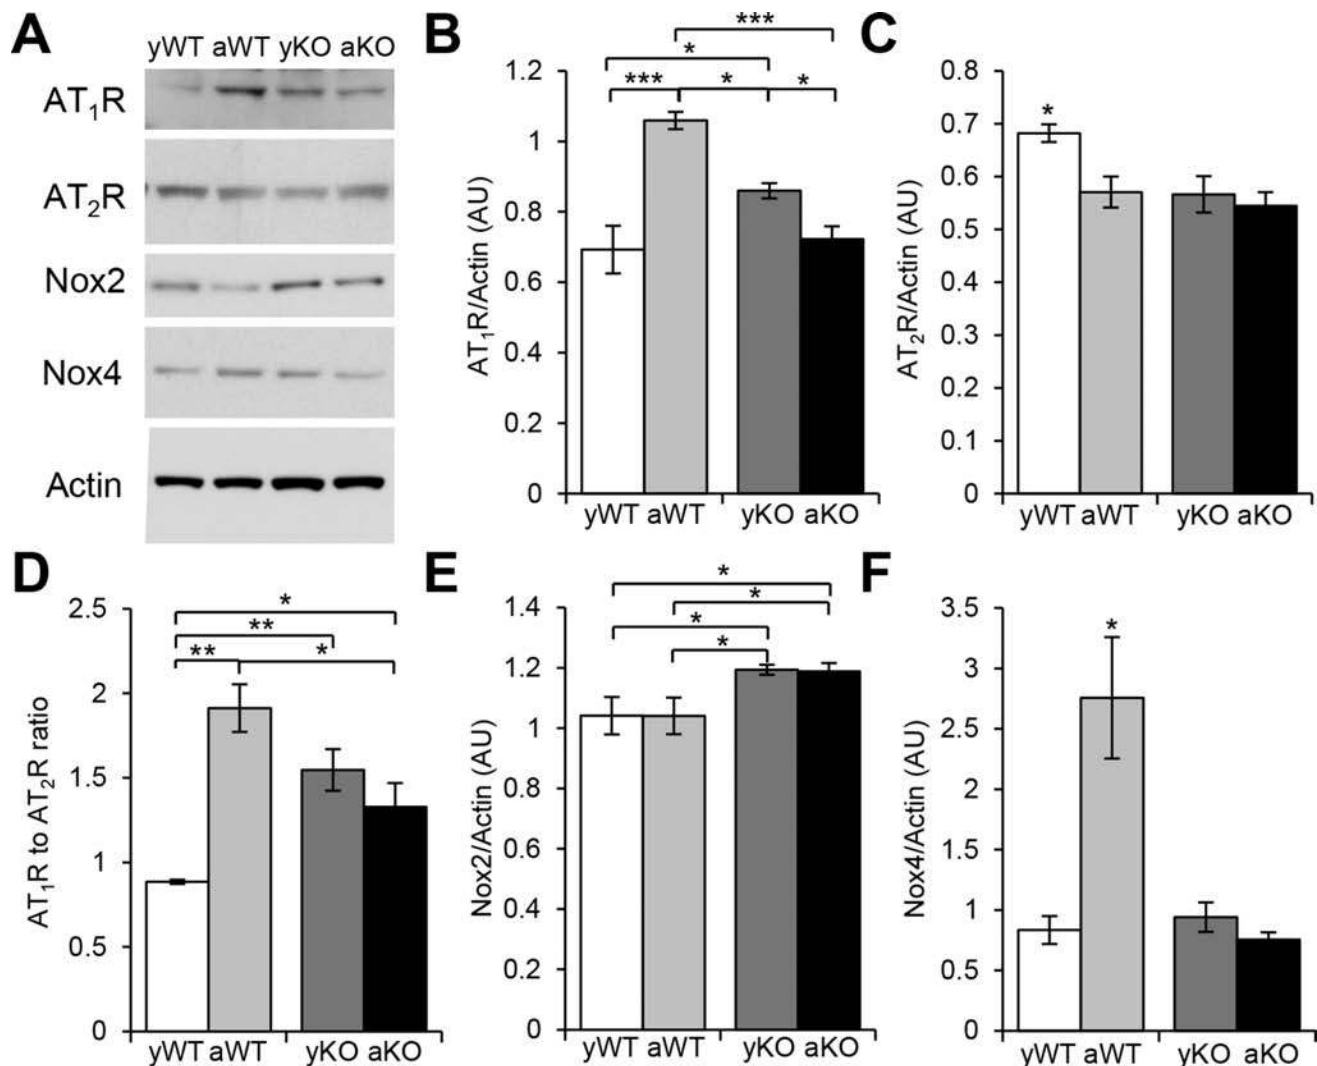 A
yWT aWT yKO aKO
AT₁R
AT₂R
Nox2
Nox4
Actin
B
***
*
*** * *
AT₁R/Actin (AU)
1.2
1
0.8
0.6
0.4
0.2
0
yWT aWT yKO aKO
C
*
AT₂R/Actin (AU)
0.8
0.7
0.6
0.5
0.4
0.3
0.2
0.1
0
yWT aWT yKO aKO
D
*
**
** *
AT₁R to AT₂R ratio
2.5
2
1.5
1
0.5
0
yWT aWT yKO aKO
E
*
*
*
*
Nox2/Actin (AU)
1.4
1.2
1
0.8
0.6
0.4
0.2
0
yWT aWT yKO aKO
F
*
Nox4/Actin (AU)
3.5
3
2.5
2
1.5
1
0.5
0
yWT aWT yKO aKO